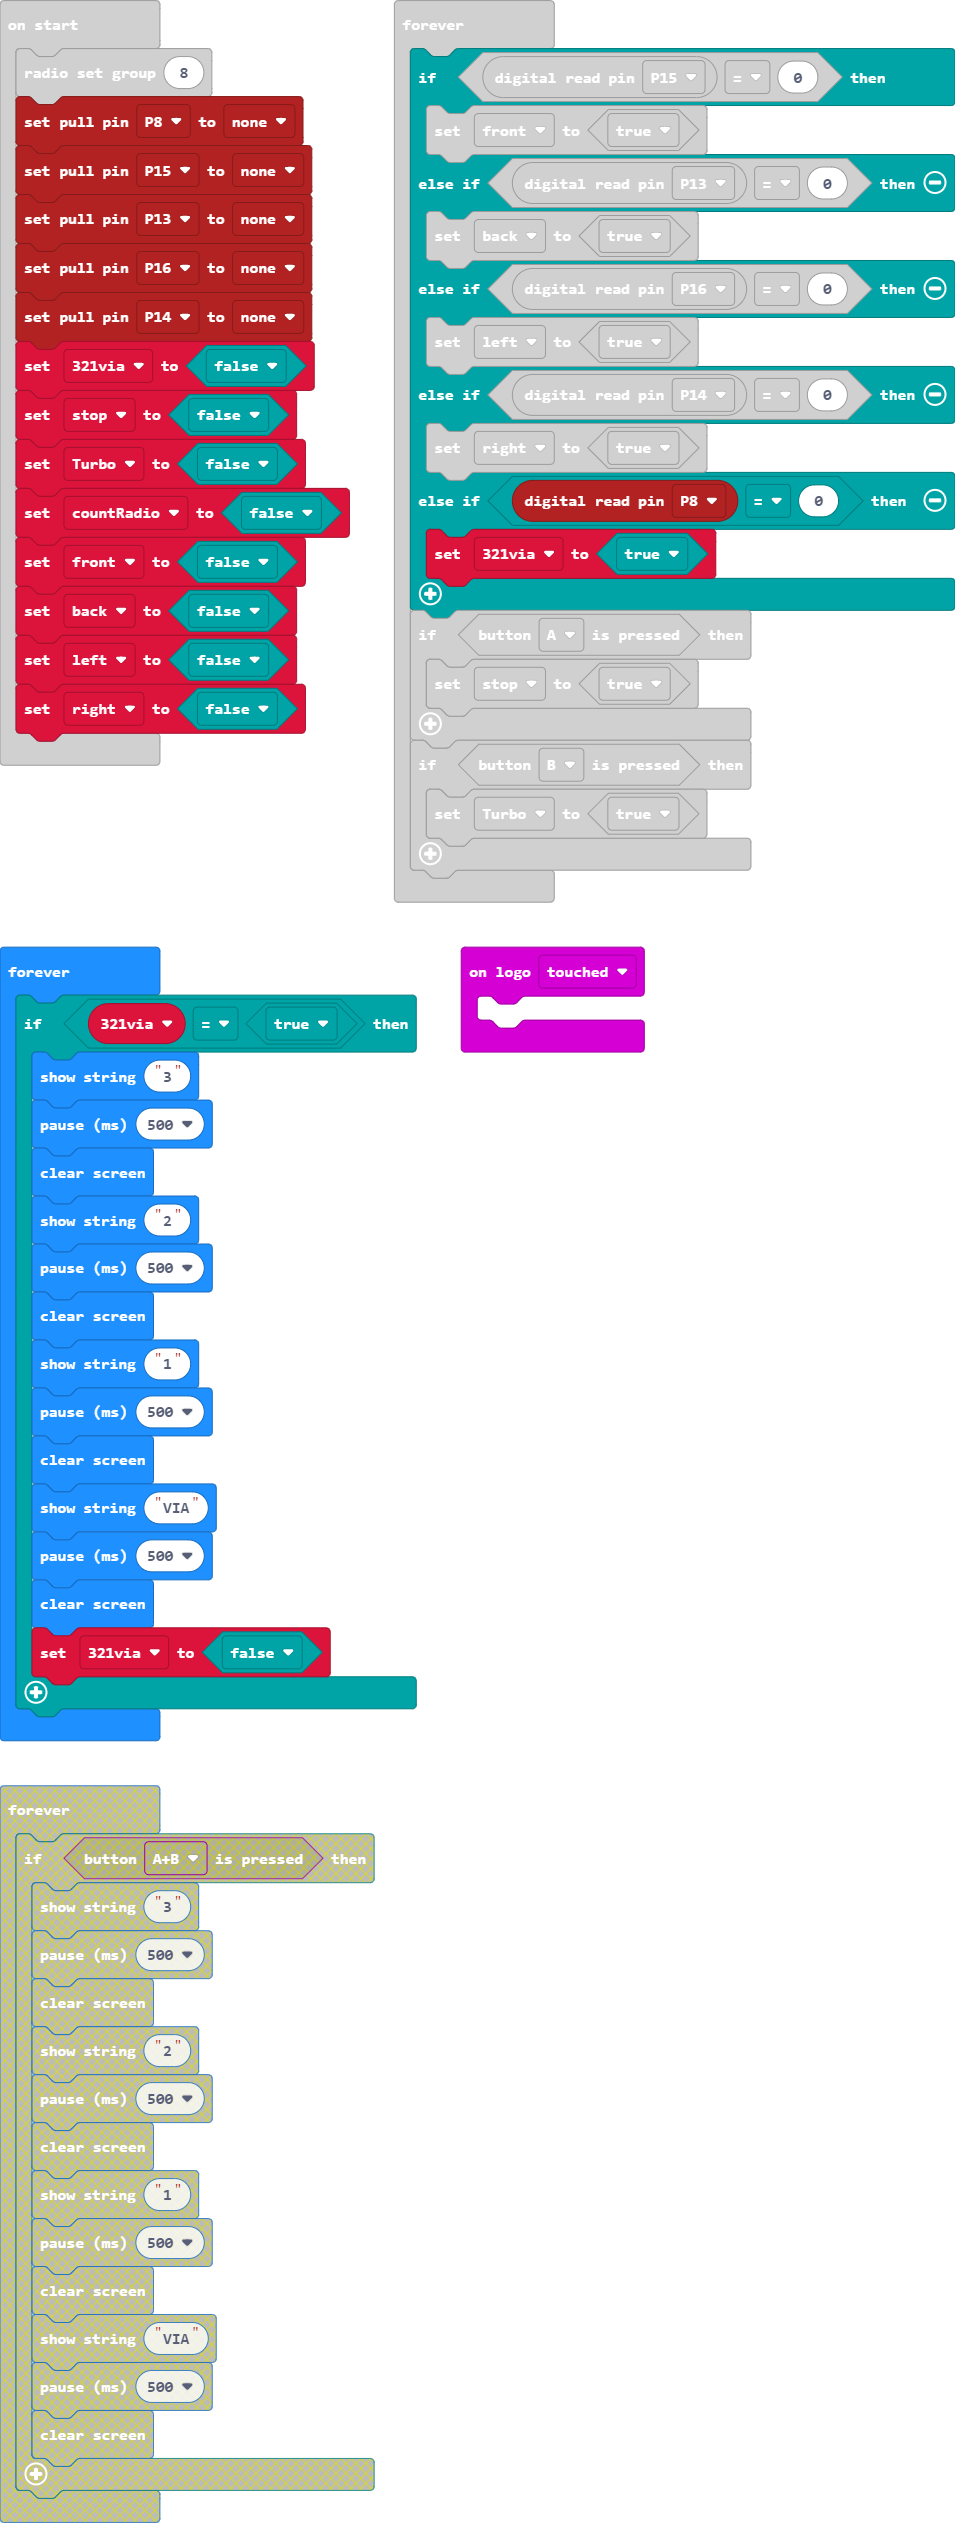 on start
radio set group 8
set pull pin P8 to none
set pull pin P15 to none
set pull pin P13 to none
set pull pin P16 to none
set pull pin P14 to none
set 321via to false
set stop to false
set Turbo to false
set countRadio to false
set front to false
set back to false
set left to false
set right to false
forever
if digital read pin P15 = 0 then
set front to true
else if digital read pin P13 = 0 then
set back to true
else if digital read pin P16 = 0 then
set left to true
else if digital read pin P14 = 0 then
set right to true
else if digital read pin P8 = 0 then
set 321via to true
if button A is pressed then
set stop to true
if button B is pressed then
set Turbo to true
forever
if 321via = true then
show string "3"
pause (ms) 500
clear screen
show string "2"
pause (ms) 500
clear screen
show string "1"
pause (ms) 500
clear screen
show string "VIA"
pause (ms) 500
clear screen
set 321via to false
on logo touched
forever
if button A+B is pressed then
show string "3"
pause (ms) 500
clear screen
show string "2"
pause (ms) 500
clear screen
show string "1"
pause (ms) 500
clear screen
show string "VIA"
pause (ms) 500
clear screen